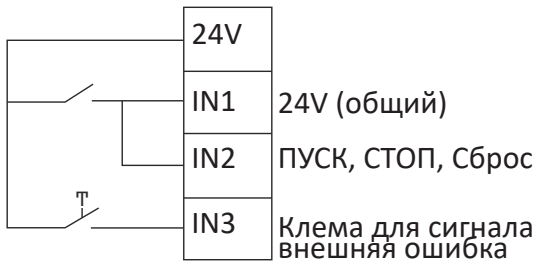 24V
IN1 24V (общий)
IN2 ПУСК, СТОП, Сброс
IN3 Клема для сигнала
внешняя ошибка